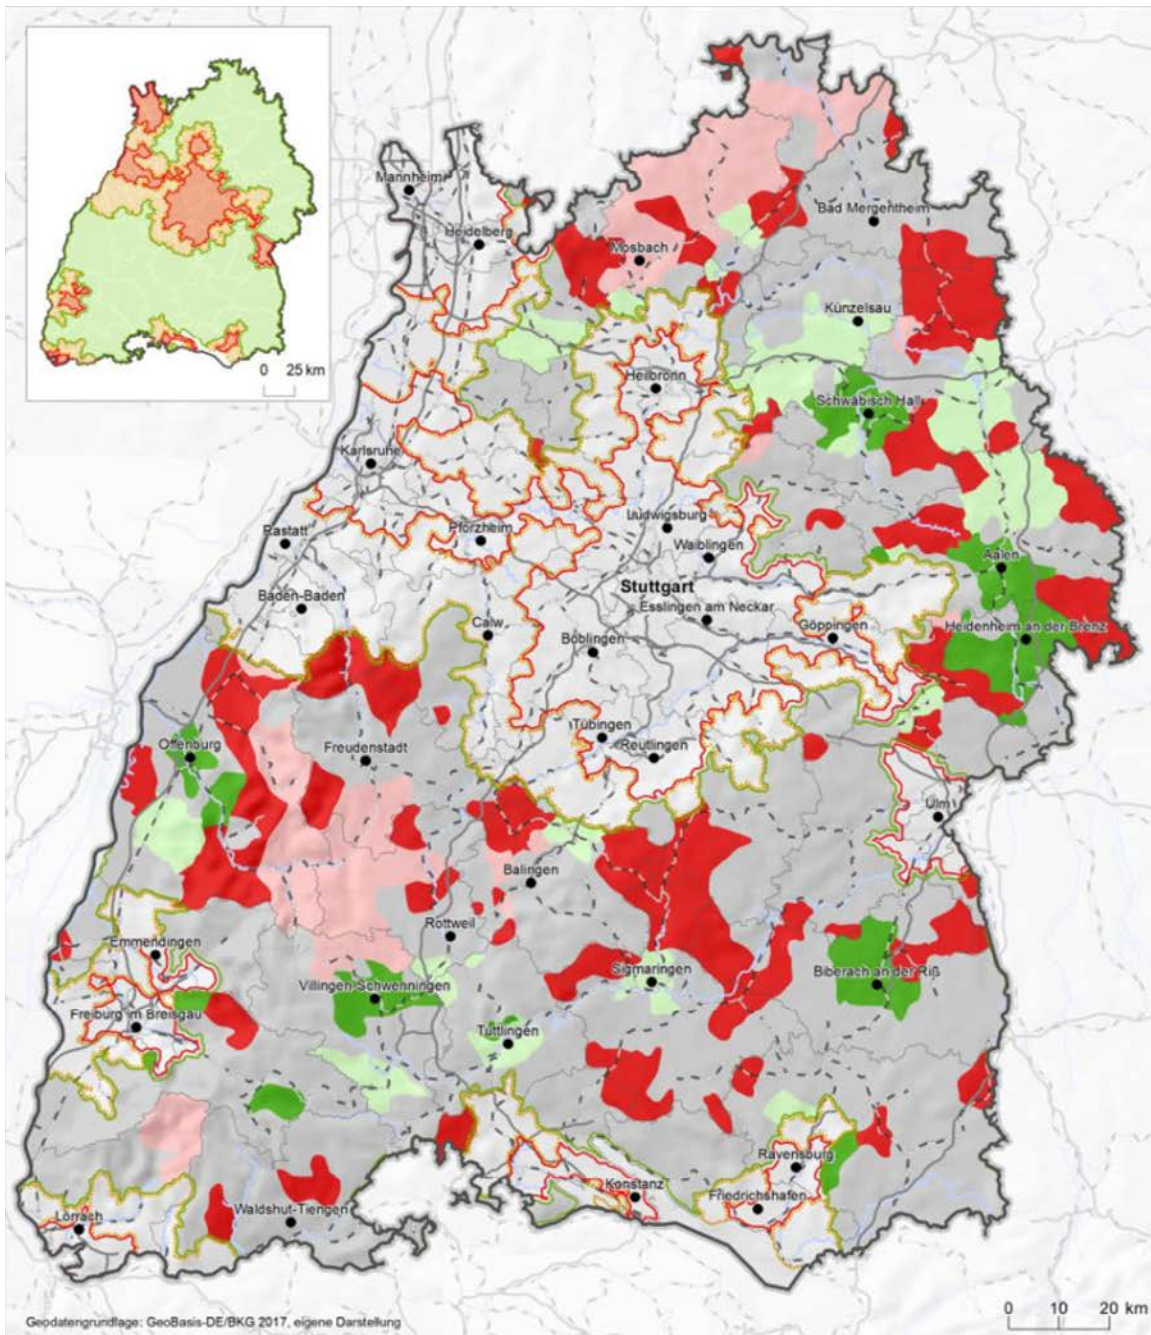 0 25 km
Mannheim
Heidelberg
Bad Mergentheim
Mosbach
Künzelsau
Heilbronn
Schwäbisch Hall
Karlsruhe
Ludwigsburg
Pforzheim
Rastatt
Waiblingen
Aalen
Stuttgart
Baden-Baden
Esslingen am Neckar
Calw
Göppingen
Heidenheim an der Brenz
Böblingen
Tübingen
Offenburg
Freudenstadt
Reutlingen
Ulm
Balingen
Rottweil
Emmendingen
Sigmaringen
Biberach an der Riß
Villingen-Schwenningen
Freiburg im Breisgau
Tuttlingen
Ravensburg
Konstanz
Friedrichshafen
Lörrach
Waldshut-Tiengen
Geodatengrundlage: GeoBasis-DE/BKG 2017, eigene Darstellung
0 10 20 km